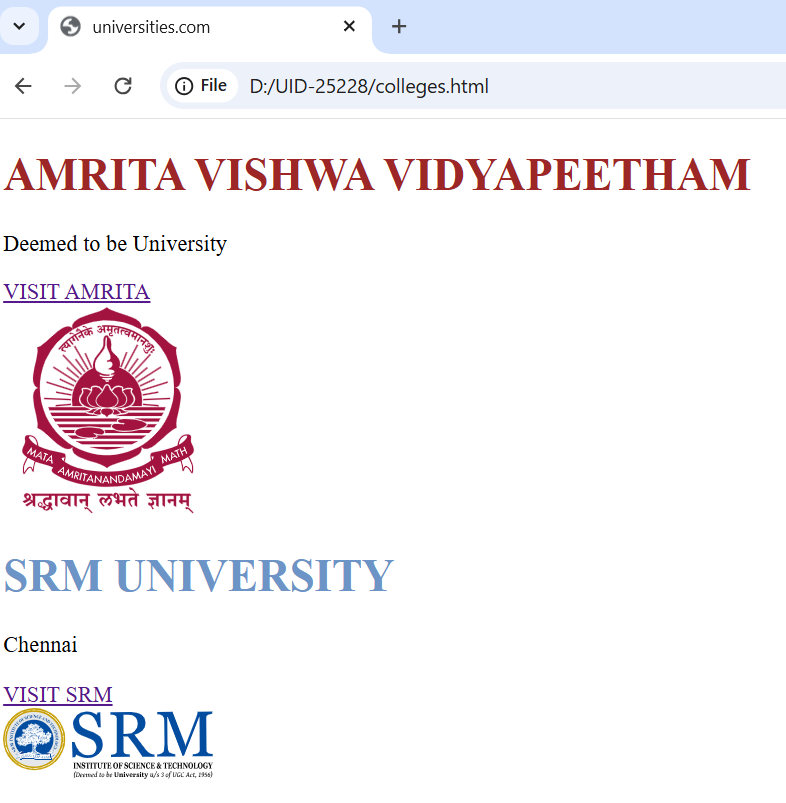 universities.com
File D:/UID-25228/colleges.html
AMRITA VISHWA VIDYAPEETHAM
Deemed to be University
VISIT AMRITA
त्यागेनैके अमृतत्वमानशुः
MATA AMRITANANDAMAYI MATH
श्रद्धावान् लभते ज्ञानम्
SRM UNIVERSITY
Chennai
VISIT SRM
SRM
INSTITUTE OF SCIENCE & TECHNOLOGY
(Deemed to be University u/s 3 of UGC Act, 1956)